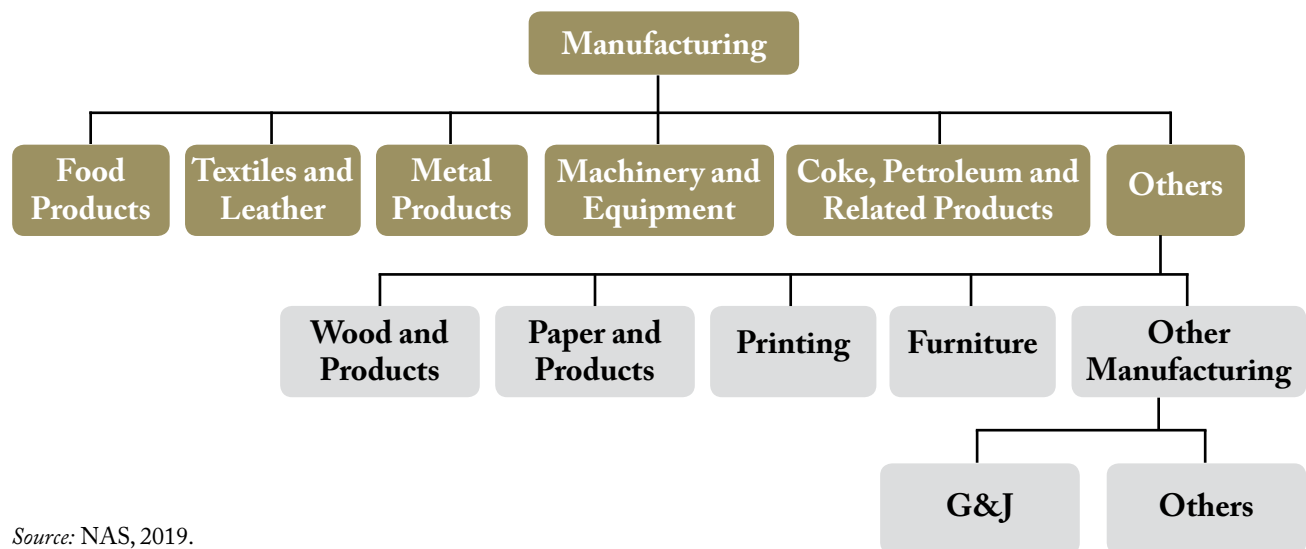 Manufacturing
Food
Products
Textiles and
Leather
Metal
Products
Machinery and
Equipment
Coke, Petroleum and
Related Products
Others
Wood and
Products
Paper and
Products
Printing
Furniture
Other
Manufacturing
G&J
Others
Source: NAS, 2019.